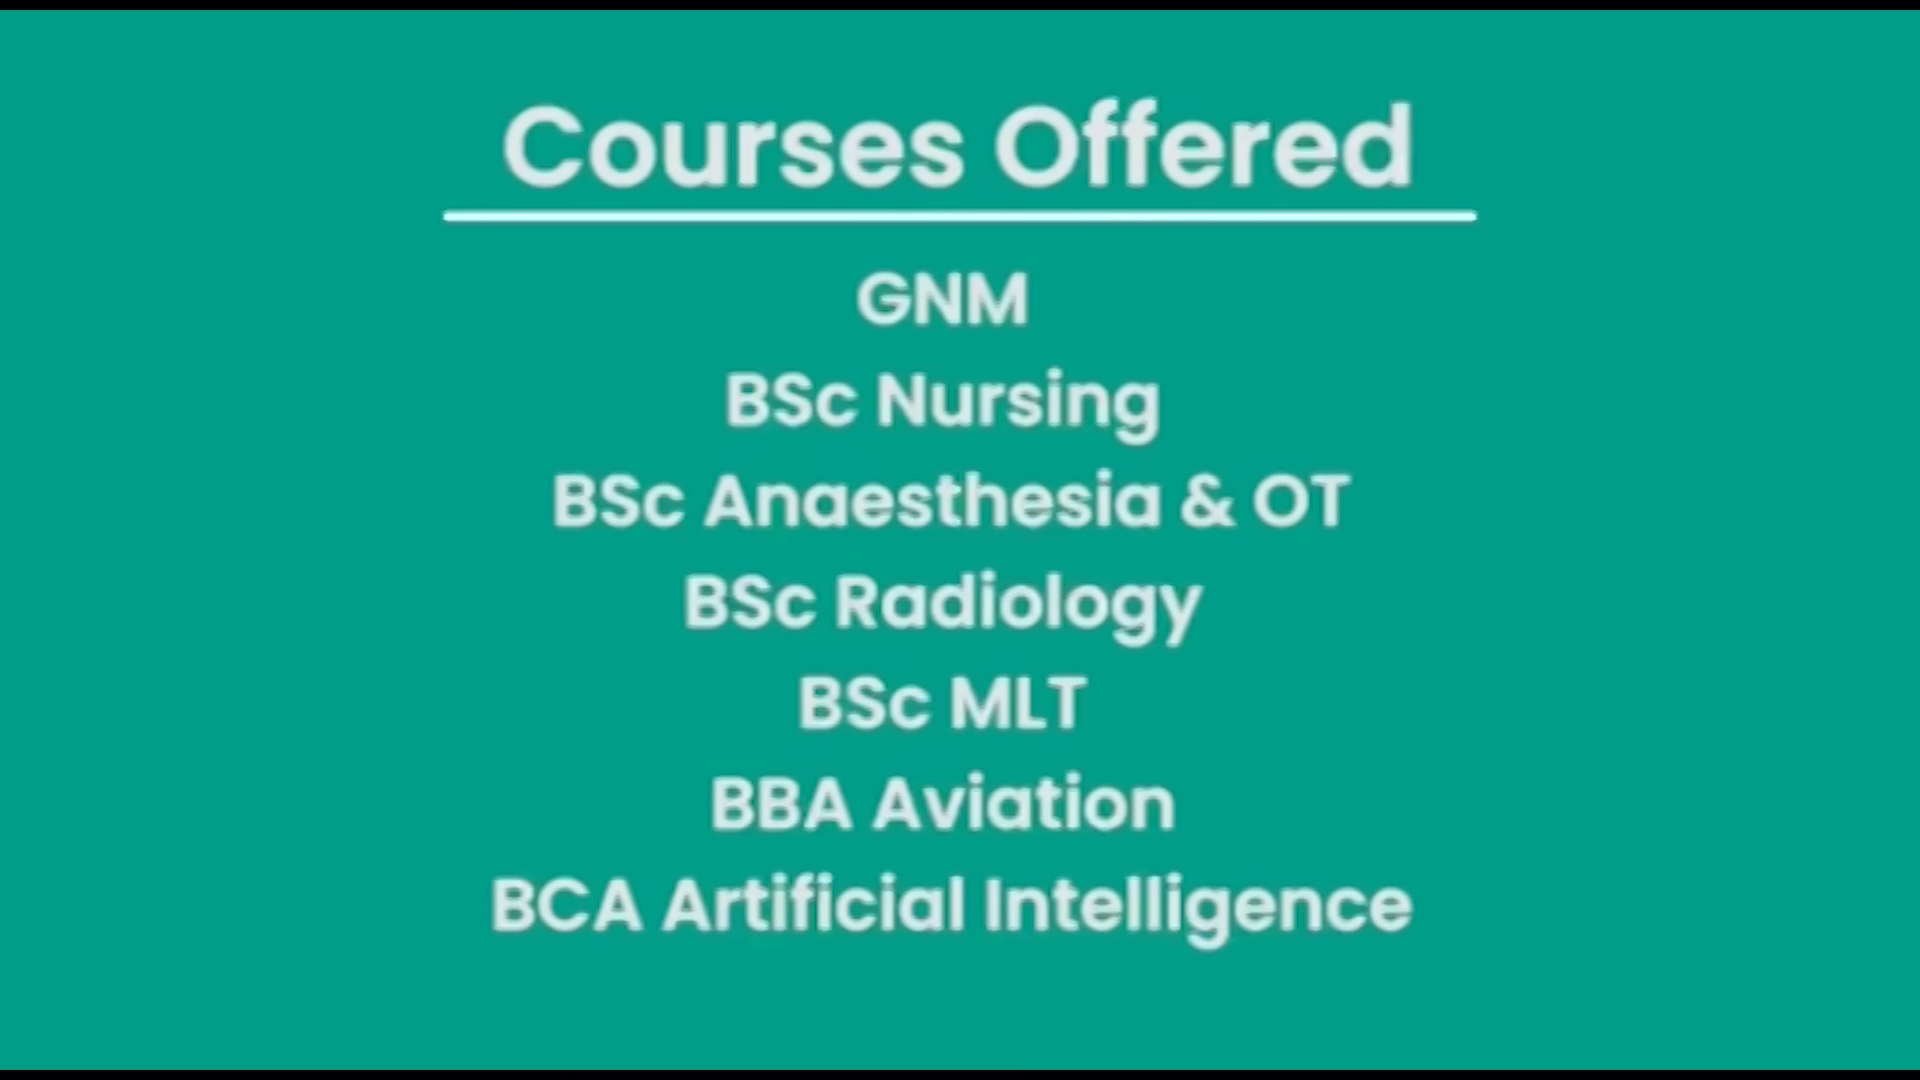 Courses Offered
GNM
BSc Nursing
BSc Anaesthesia & OT
BSc Radiology
BSc MLT
BBA Aviation
BCA Artificial Intelligence